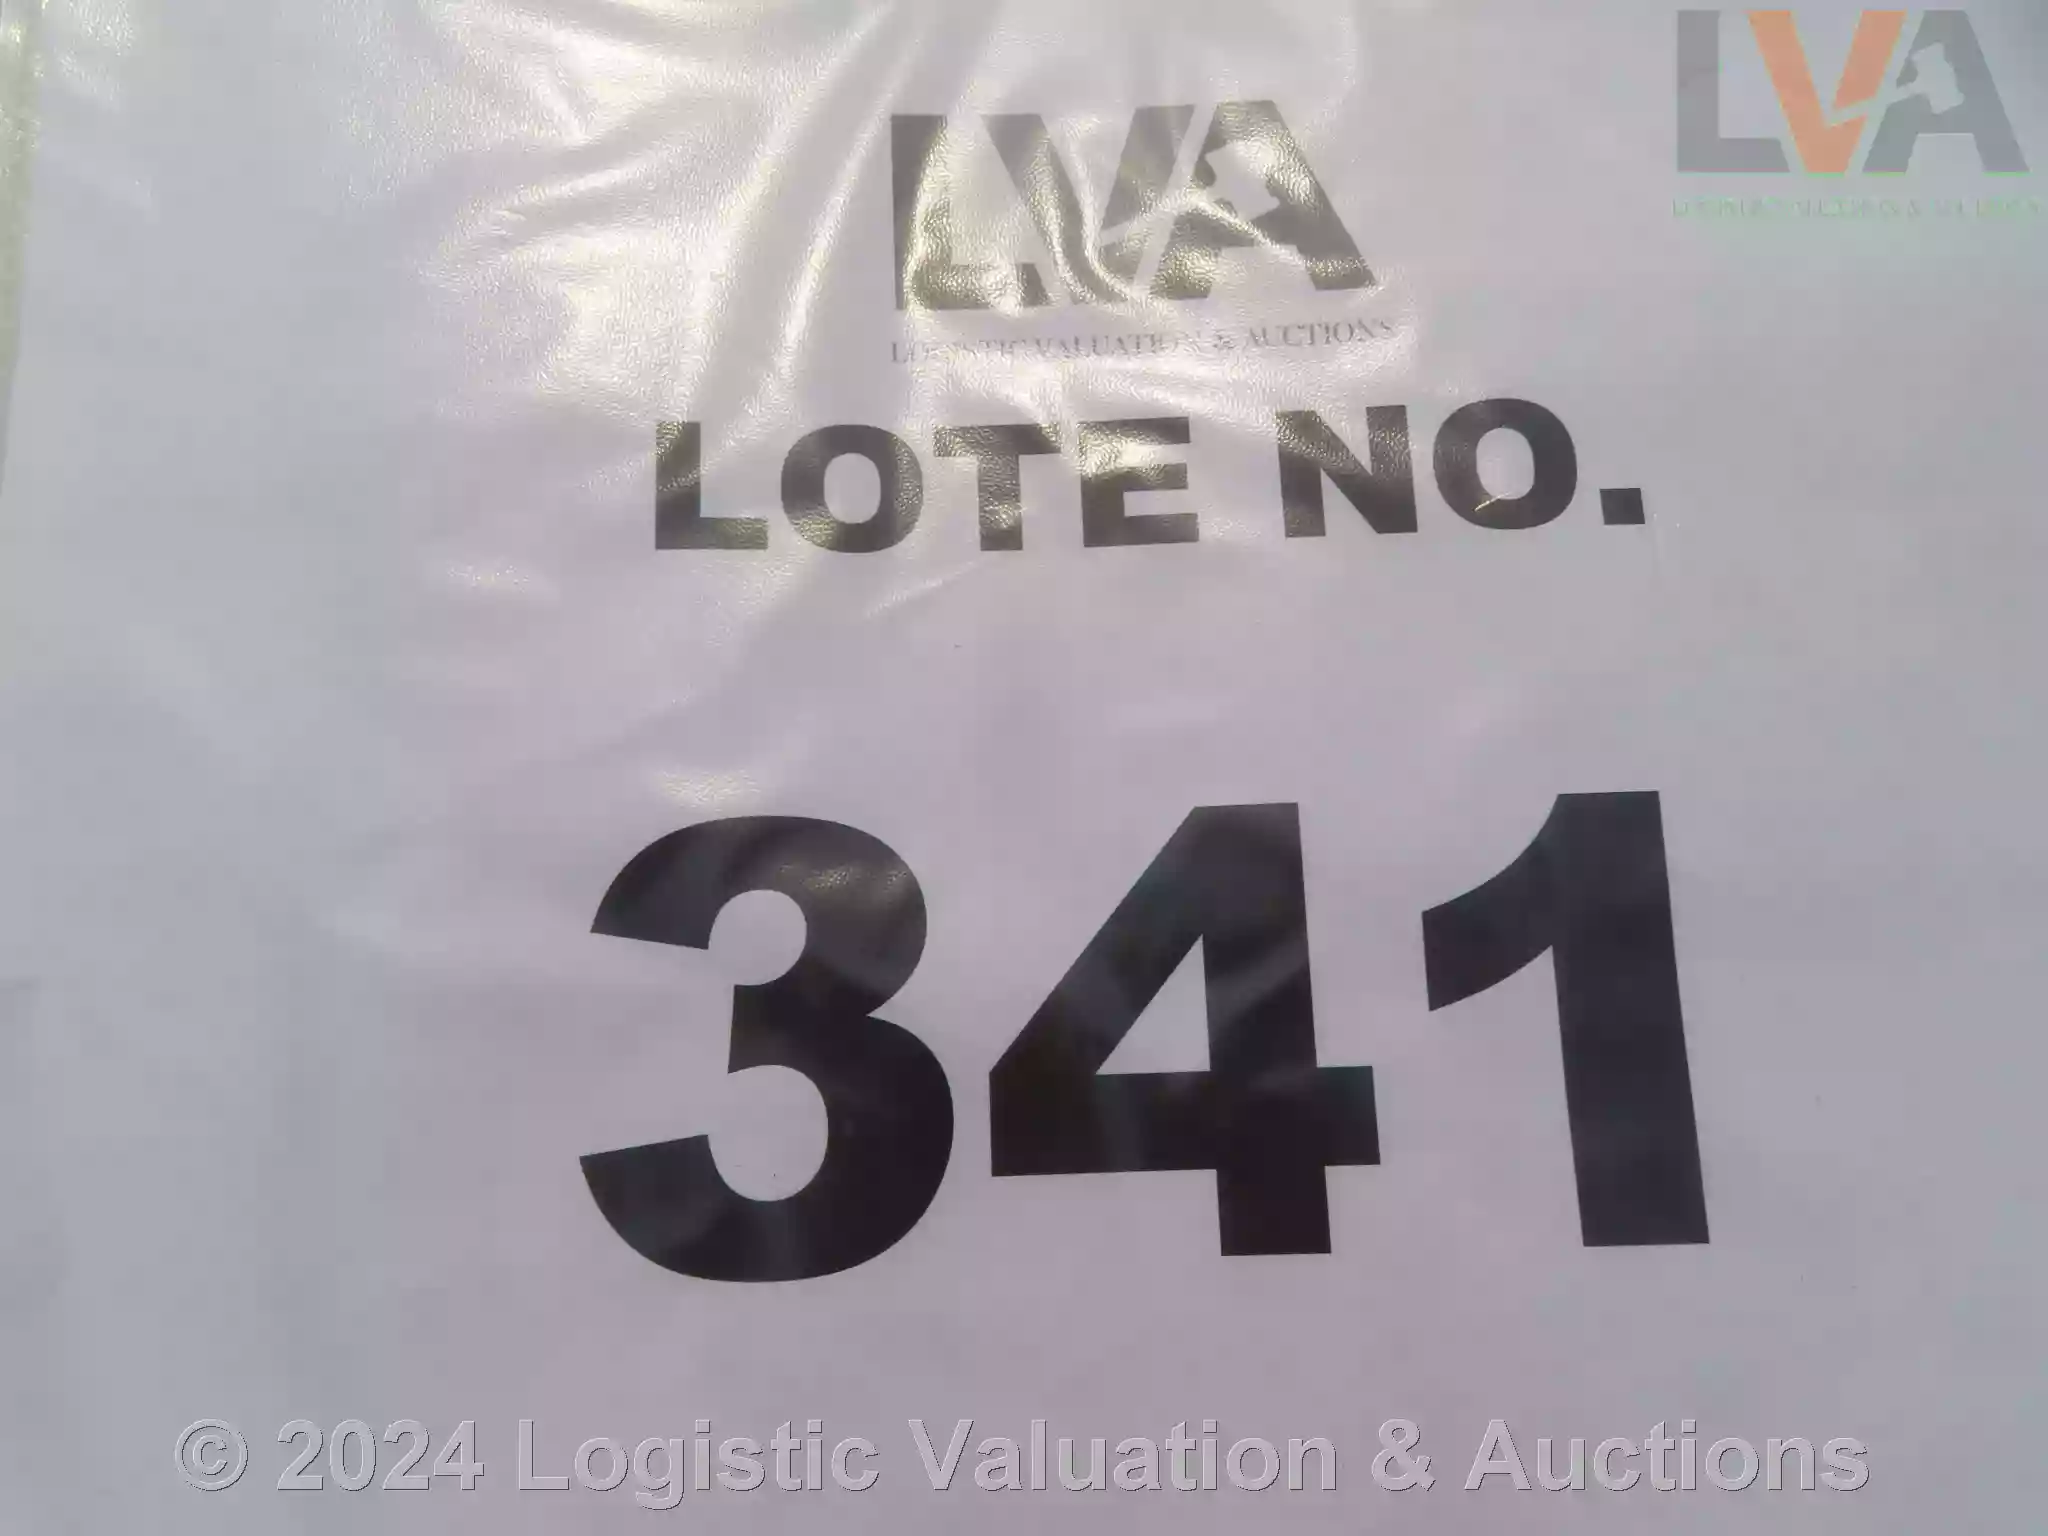 LVA
LVA
LOGISTIC VALUATION & AUCTIONS
LOTE NO.
341
© 2024 Logistic Valuation & Auctions